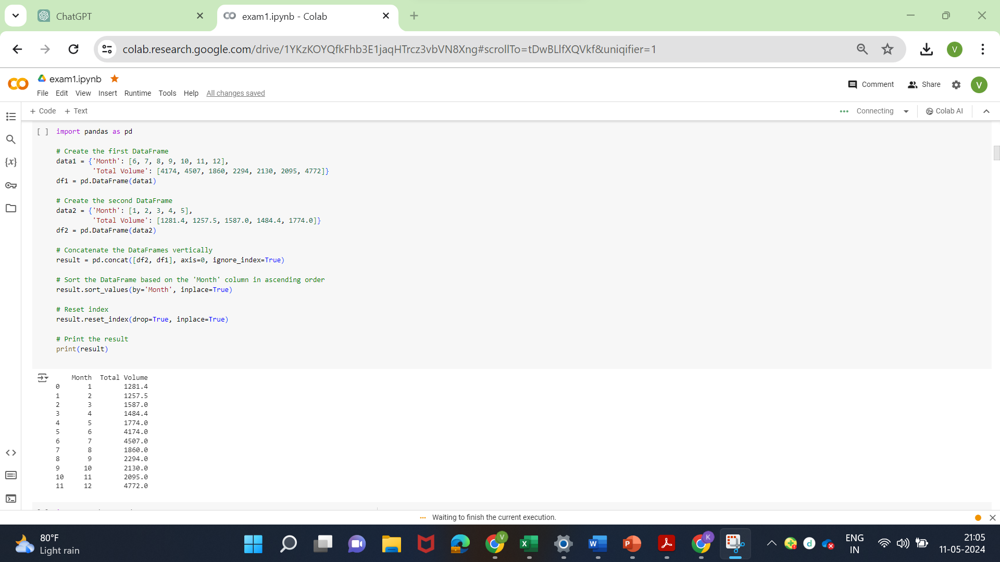 ChatGPT
exam1.ipynb - Colab
colab.research.google.com/drive/1YKzKOYQfkFhb3E1jaqHTrcz3vbVN8Xng#scrollTo=tDwBLlfXQVkf&uniqifier=1
V
CO
exam1.ipynb
Comment Share V
File Edit View Insert Runtime Tools Help All changes saved
+ Code + Text Connecting Colab AI
{x}
[ ] import pandas as pd
# Create the first DataFrame
data1 = {'Month': [6, 7, 8, 9, 10, 11, 12],
'Total Volume': [4174, 4507, 1860, 2294, 2130, 2095, 4772]}
df1 = pd.DataFrame(data1)
# Create the second DataFrame
data2 = {'Month': [1, 2, 3, 4, 5],
'Total Volume': [1281.4, 1257.5, 1587.0, 1484.4, 1774.0]}
df2 = pd.DataFrame(data2)
# Concatenate the DataFrames vertically
result = pd.concat([df2, df1], axis=0, ignore_index=True)
# Sort the DataFrame based on the 'Month' column in ascending order
result.sort_values(by='Month', inplace=True)
# Reset index
result.reset_index(drop=True, inplace=True)
# Print the result
print(result)
Month Total Volume
0 1 1281.4
1 2 1257.5
2 3 1587.0
3 4 1484.4
4 5 1774.0
5 6 4174.0
6 7 4507.0
7 8 1860.0
8 9 2294.0
9 10 2130.0
10 11 2095.0
11 12 4772.0
Waiting to finish the current execution.
80°F
Light rain
ENG
IN
21:05
11-05-2024